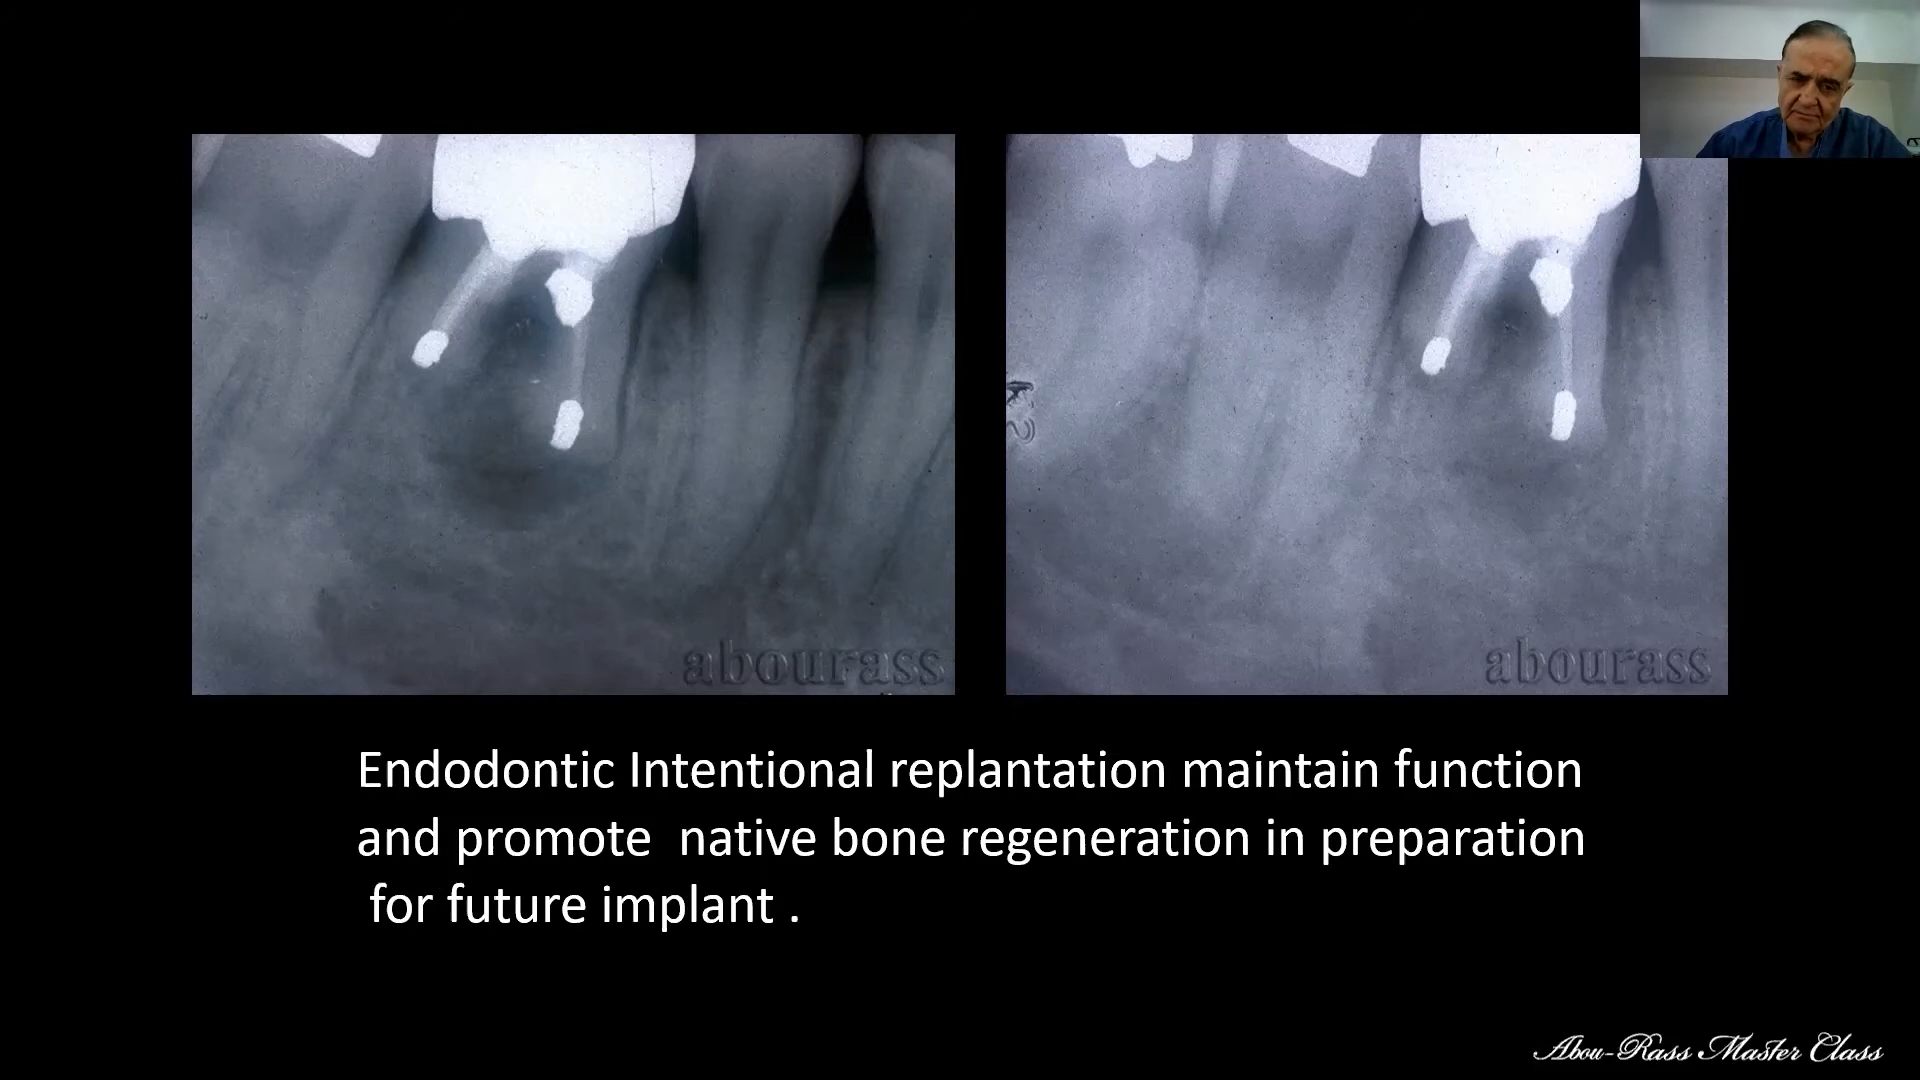 abourass
abourass
Endodontic Intentional replantation maintain function
and promote native bone regeneration in preparation
for future implant .
Abou-Rass Master Class